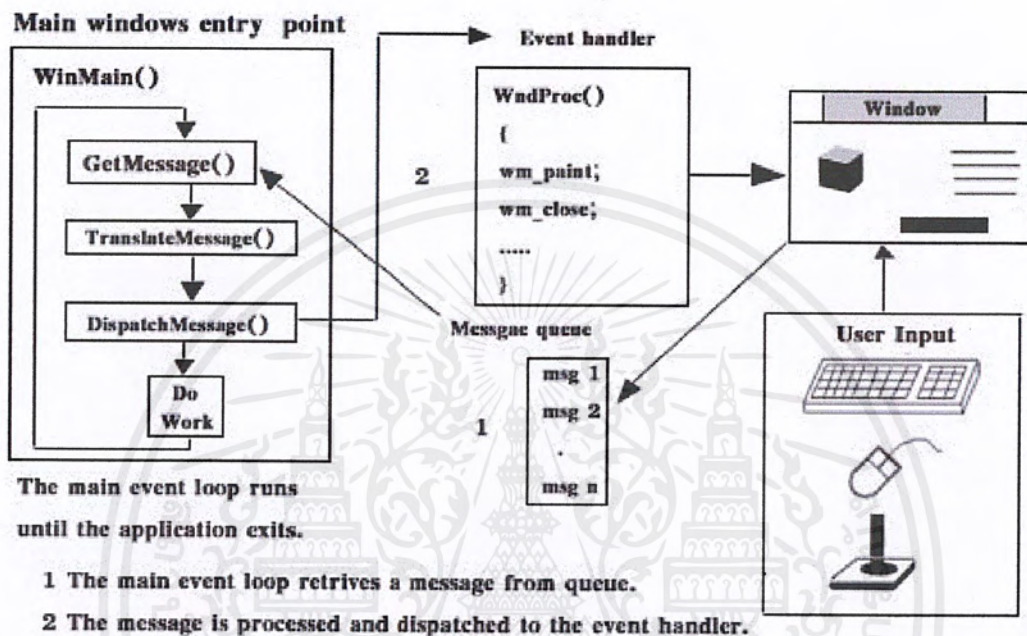 Main windows entry point
WinMain()
GetMessage()
TranslateMessage()
DispatchMessage()
Do
Work
Event handler
2
WndProc()
{
wm_paint;
wm_close;
.....
}
Window
Messgae queue
1
msg 1
msg 2
.
msg n
User Input
The main event loop runs
until the application exits.
1 The main event loop retrives a message from queue.
2 The message is processed and dispatched to the event handler.